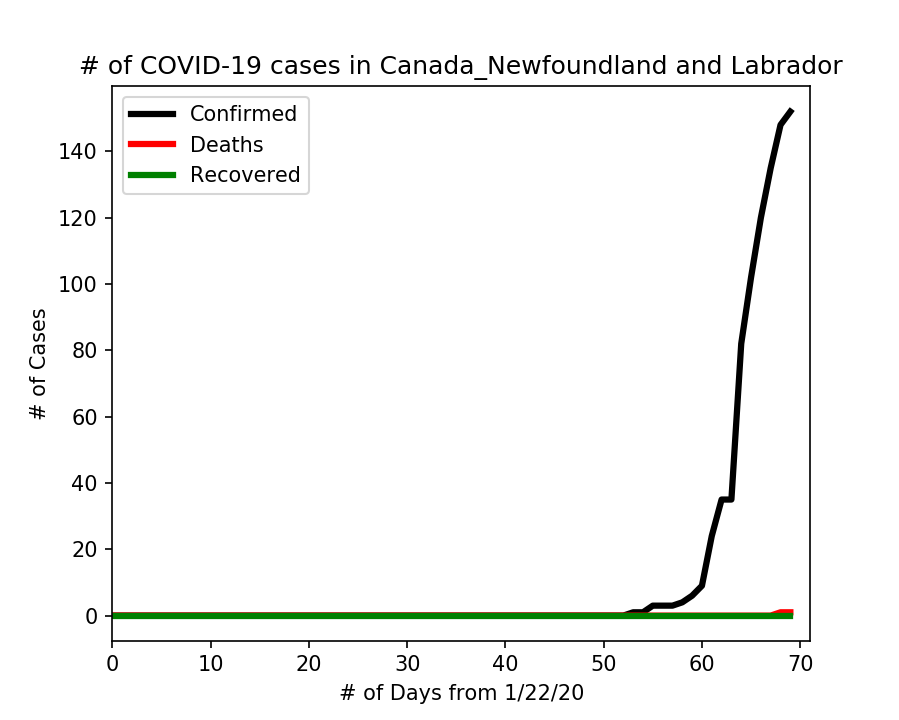 # of COVID-19 cases in Canada_Newfoundland and Labrador
Confirmed
Deaths
Recovered
140
120
100
80
60
40
20
0
# of Cases
0 10 20 30 40 50 60 70
# of Days from 1/22/20